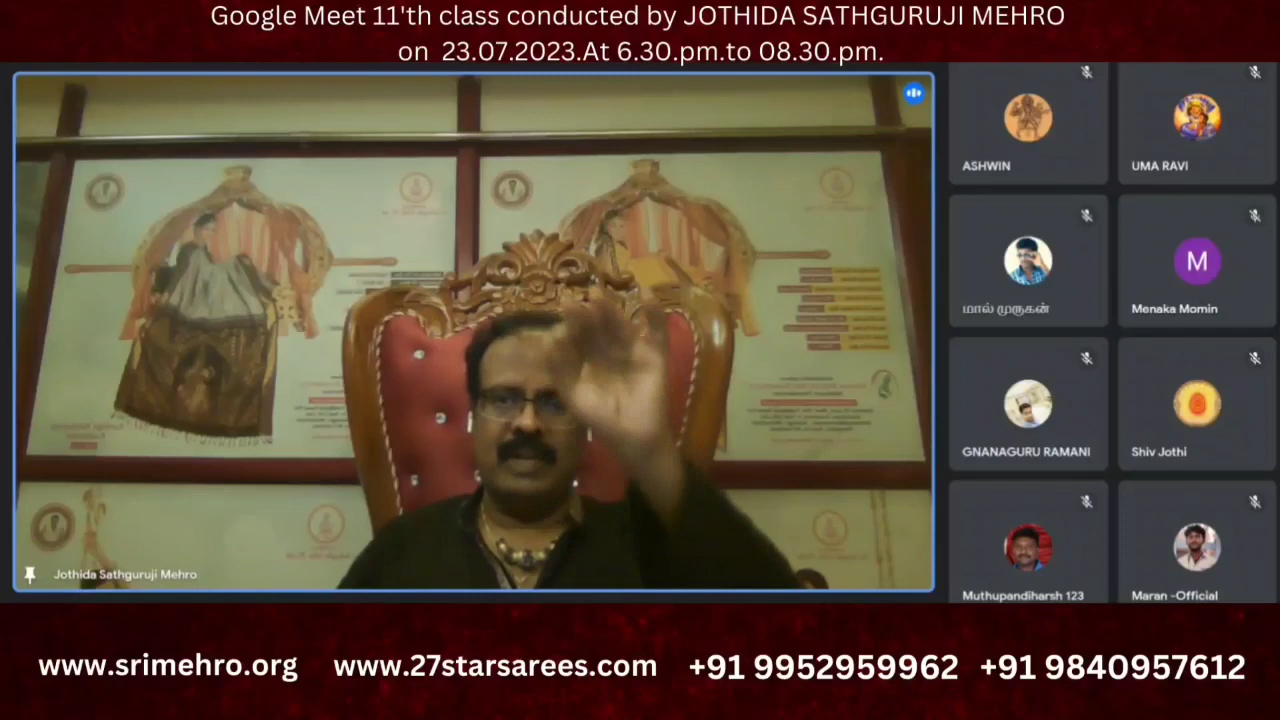 Google Meet 11'th class conducted by JOTHIDA SATHGURUJI MEHRO
on 23.07.2023.At 6.30.pm.to 08.30.pm.
ASHWIN
UMA RAVI
மால் முருகன்
M
Menaka Momin
GNANAGURU RAMANI
Shiv Jothi
Jothida Sathguruji Mehro
Muthupandiharsh 123
Maran -Official
www.srimehro.org www.27starsarees.com +91 9952959962 +91 9840957612